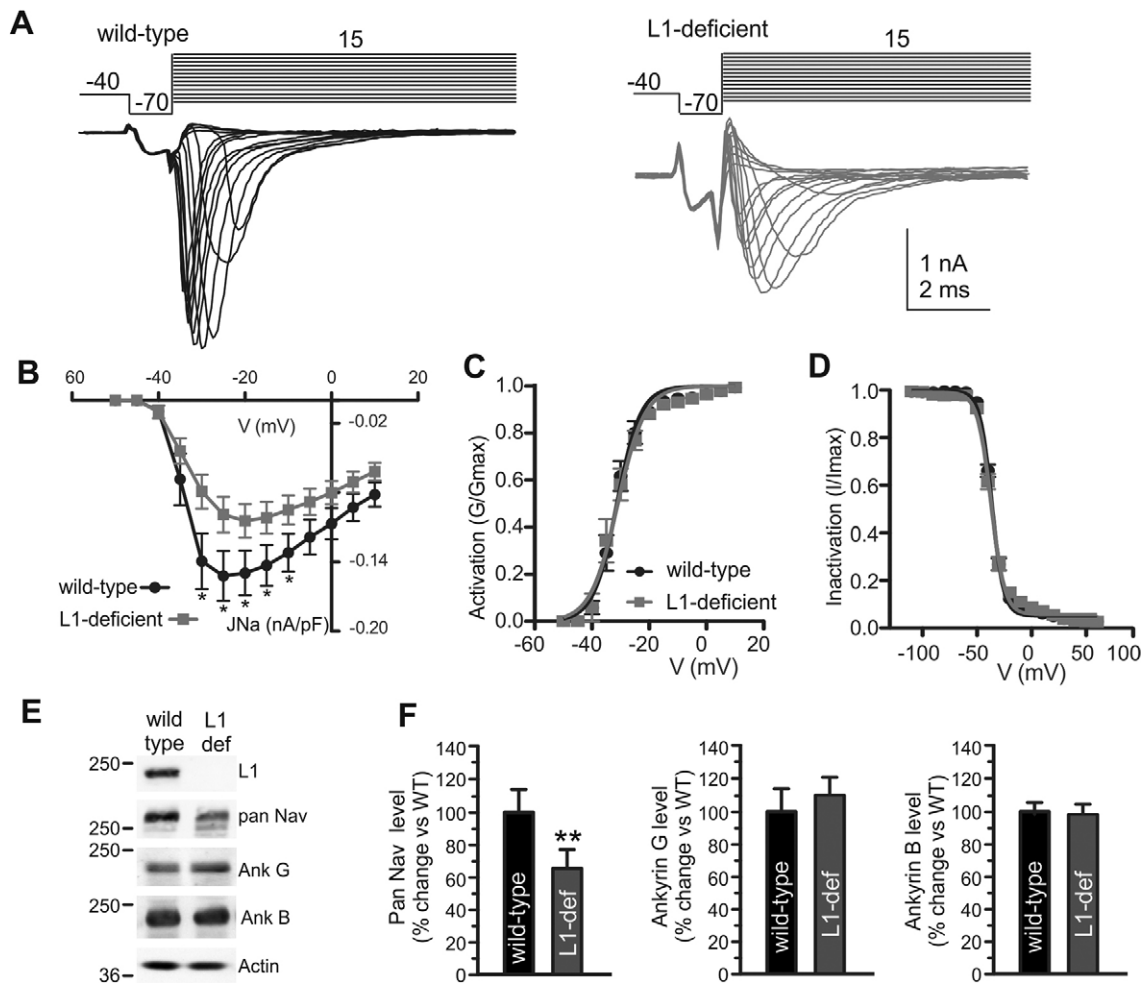 A
wild-type
15
-40
-70
L1-deficient
15
-40
-70
1 nA
2 ms
B
60 -40 -20 0 20
V (mV)
-0.02
-0.14
-0.20
wild-type
L1-deficient
JNa (nA/pF)
* * * * *
C
Activation (G/Gmax)
1.0
0.8
0.6
0.4
0.2
0.0
wild-type
L1-deficient
-60 -40 -20 0 20
V (mV)
D
Inactivation (I/Imax)
1.0
0.8
0.6
0.4
0.2
0.0
-100 -50 0 50 100
V (mV)
E
wild type
L1 def
250 L1
250 pan Nav
250 Ank G
250 Ank B
36 Actin
F
Pan Nav level
(% change vs WT)
140
120
100
80
60
40
20
0
wild-type
L1-def
**
Ankyrin G level
(% change vs WT)
140
120
100
80
60
40
20
0
wild-type
L1-def
Ankyrin B level
(% change vs WT)
140
120
100
80
60
40
20
0
wild-type
L1-def